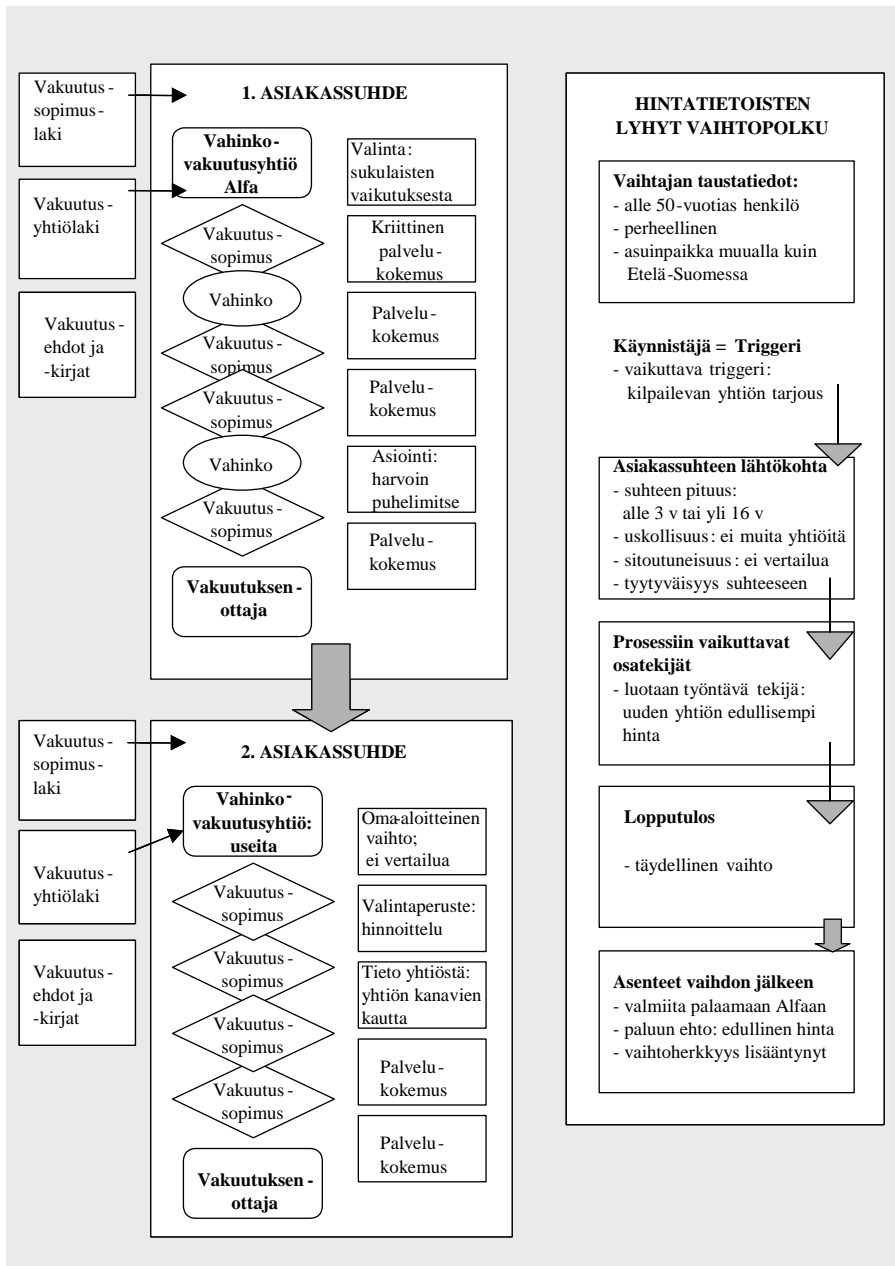 Vakuutus-
sopimus-
laki
Vakuutus-
yhtiölaki
Vakuutus-
ehdot ja
-kirjat
1. ASIAKASSUHDE
Vahinko-
vakuutusyhtiö
Alfa
Vakuutus-
sopimus
Vahinko
Vakuutus-
sopimus
Vakuutus-
sopimus
Vahinko
Vakuutus-
sopimus
Vakuutuksen-
ottaja
Valinta:
sukulaisten
vaikutuksesta
Kriittinen
palvelu-
kokemus
Palvelu-
kokemus
Palvelu-
kokemus
Asiointi:
harvoin
puhelimitse
Palvelu-
kokemus
Vakuutus-
sopimus-
laki
Vakuutus-
yhtiölaki
Vakuutus-
ehdot ja
-kirjat
2. ASIAKASSUHDE
Vahinko-
vakuutusyhtiö:
useita
Vakuutus-
sopimus
Vakuutus-
sopimus
Vakuutus-
sopimus
Vakuutus-
sopimus
Vakuutuksen-
ottaja
Oma-aloitteinen
vaihto;
ei vertailua
Valintaperuste:
hinnoittelu
Tieto yhtiöstä:
yhtiön kanavien
kautta
Palvelu-
kokemus
Palvelu-
kokemus
HINTATIETOISTEN
LYHYT VAIHTOPOLKU
Vaihtajan taustatiedot:
- alle 50-vuotias henkilö
- perheellinen
- asuinpaikka muualla kuin
Etelä-Suomessa
Käynnistäjä = Triggeri
- vaikuttava triggeri:
kilpailevan yhtiön tarjous
Asiakassuhteen lähtökohta
- suhteen pituus:
alle 3 v tai yli 16 v
- uskollisuus: ei muita yhtiöitä
- sitoutuneisuus: ei vertailua
- tyytyväisyys suhteeseen
Prosessiin vaikuttavat
osatekijät
- luotaan työntävä tekijä:
uuden yhtiön edullisempi
hinta
Lopputulos
- täydellinen vaihto
Asenteet vaihdon jälkeen
- valmiita palaamaan Alfaan
- paluun ehto: edullinen hinta
- vaihtoherkkyys lisääntynyt